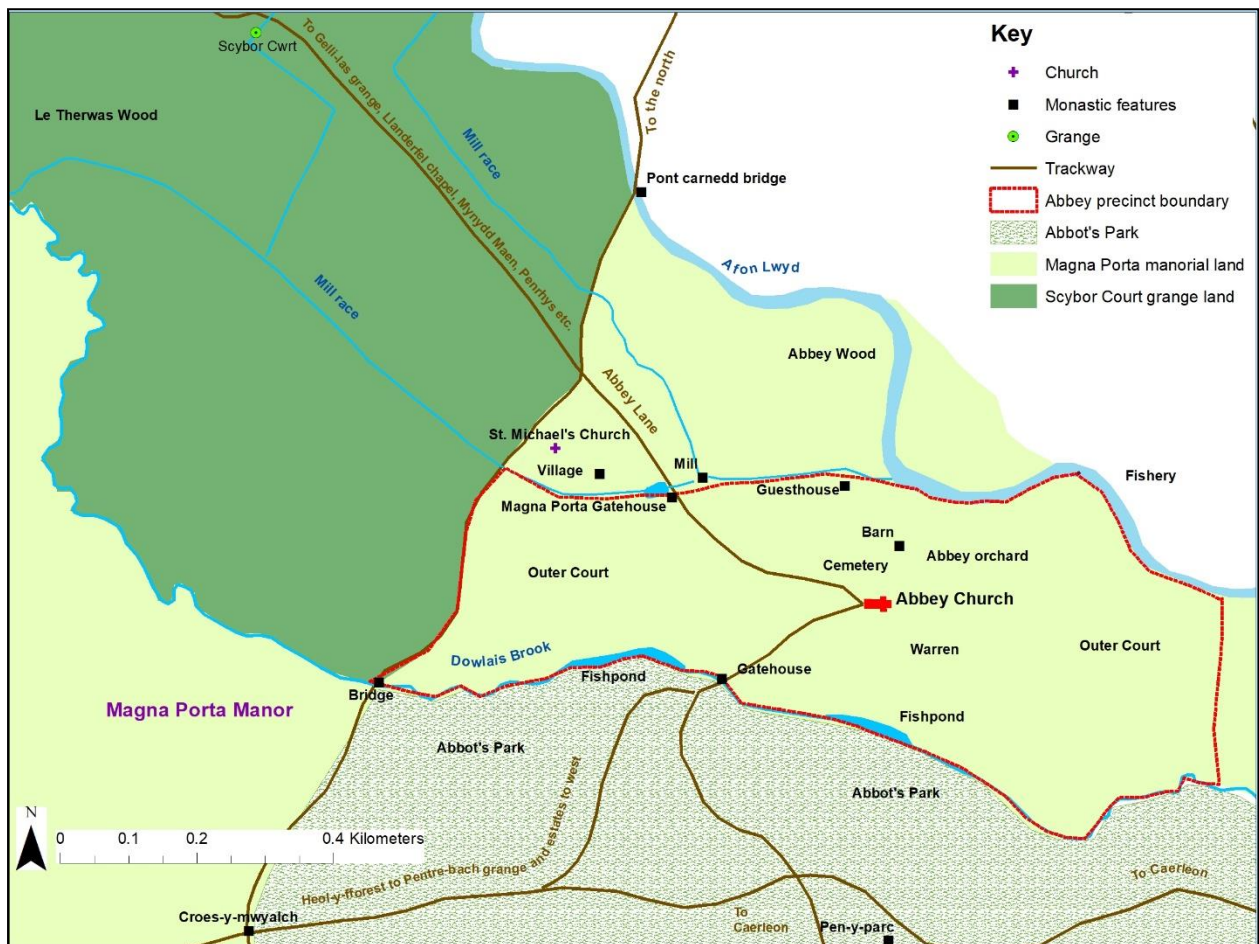 Scybor Cwrt
Le Therwas Wood
To Gelli-las grange, Llanderfel chapel, Mynydd Maen, Penrhys etc.
Mill race
Mill race
To the north
Pont carnedd bridge
Afon Lwyd
Abbey Wood
Abbey Lane
St. Michael's Church
Village
Mill
Magna Porta Gatehouse
Guesthouse
Fishery
Barn
Abbey orchard
Cemetery
Outer Court
Abbey Church
Warren
Outer Court
Dowlais Brook
Fishpond
Gatehouse
Bridge
Magna Porta Manor
Fishpond
Abbot's Park
Abbot's Park
N
0 0.1 0.2 0.4 Kilometers
Heol-y-fforest to Pentre-bach grange and estates to west
To Caerleon
Croes-y-mwyalch
To
Caerleon
Pen-y-parc
Key
Church
Monastic features
Grange
Trackway
Abbey precinct boundary
Abbot's Park
Magna Porta manorial land
Scybor Court grange land